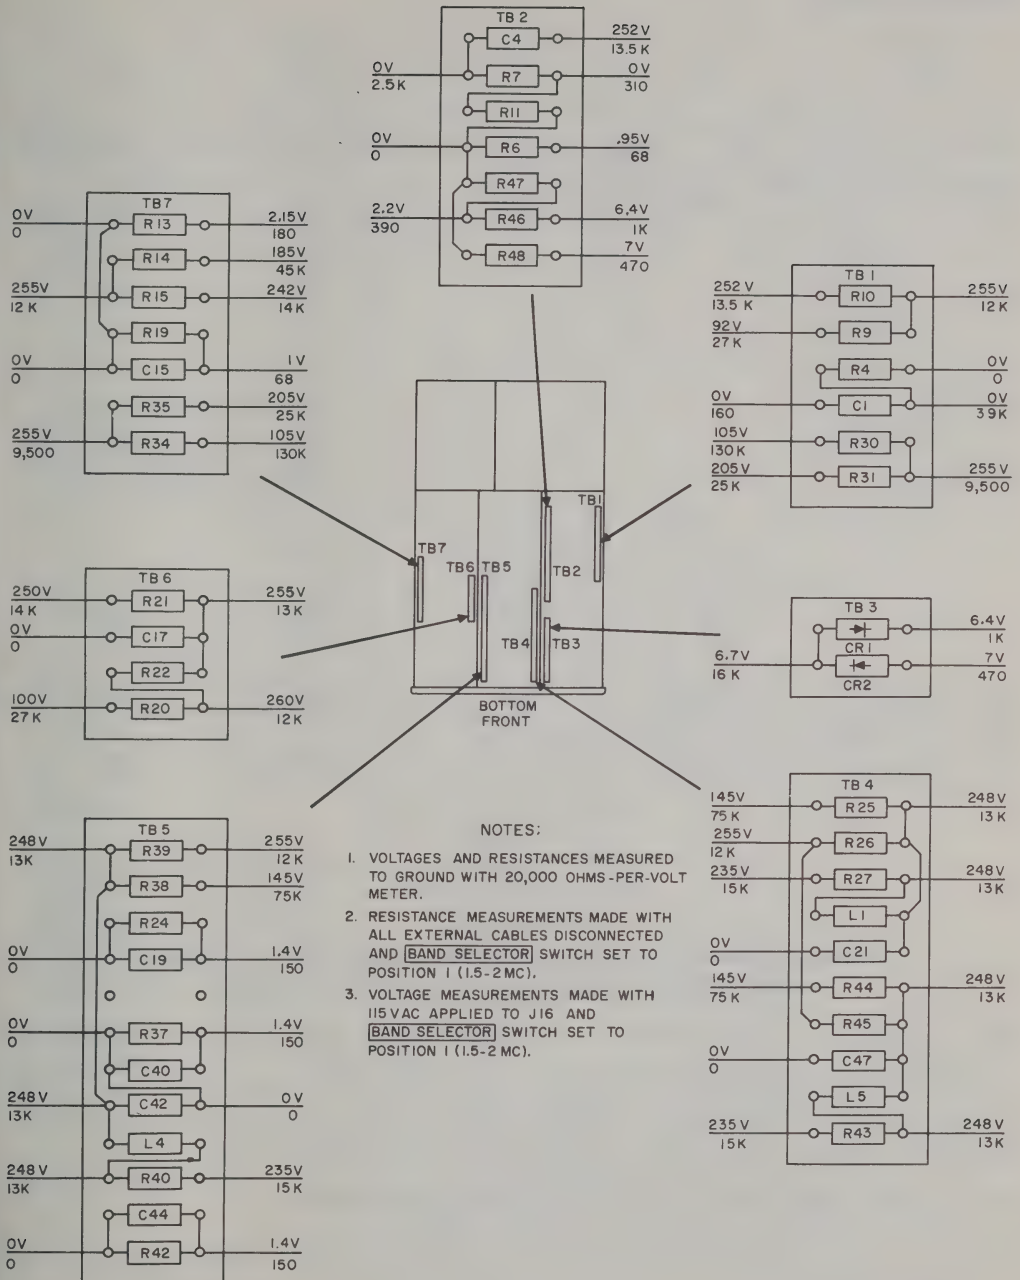 TB 2
C4
252V
13.5 K
0V
2.5K
R7
0V
310
R11
0V
0
R6
.95V
68
R47
2.2V
390
R46
6.4V
1K
R48
7V
470
TB7
0V
0
R13
2.15V
180
R14
185V
45K
255V
12 K
R15
242V
14K
R19
0V
0
C15
1V
68
R35
205V
25K
255V
9,500
R34
105V
130K
TB 1
252 V
13.5 K
R10
255V
12K
92V
27 K
R9
R4
0V
0
0V
160
C1
0V
39K
105V
130K
R30
205V
25 K
R31
255V
9,500
TB 6
250V
14 K
R21
255V
13K
0V
0
C17
R22
100V
27 K
R20
260V
12K
TB7
TB6
TB5
TB4
TB3
TB2
TB1
BOTTOM
FRONT
TB 3
CR1
6.4V
1K
6.7V
16 K
CR2
7V
470
TB 5
248V
13K
R39
255V
12K
R38
145V
75K
R24
0V
0
C19
1.4V
150
0V
0
R37
1.4V
150
C40
248V
13K
C42
0V
0
L4
248V
13K
R40
235V
15K
C44
0V
0
R42
1.4V
150
NOTES:
1. VOLTAGES AND RESISTANCES MEASURED
TO GROUND WITH 20,000 OHMS-PER-VOLT
METER.
2. RESISTANCE MEASUREMENTS MADE WITH
ALL EXTERNAL CABLES DISCONNECTED
AND BAND SELECTOR SWITCH SET TO
POSITION 1 (1.5-2 MC).
3. VOLTAGE MEASUREMENTS MADE WITH
115 VAC APPLIED TO J16 AND
BAND SELECTOR SWITCH SET TO
POSITION 1 (1.5-2 MC).
TB 4
145V
75 K
R25
248V
13 K
255V
12K
R26
235V
15K
R27
248V
13K
L1
0V
0
C21
145V
75 K
R44
248V
13K
R45
0V
0
C47
L5
235 V
15K
R43
248V
13K